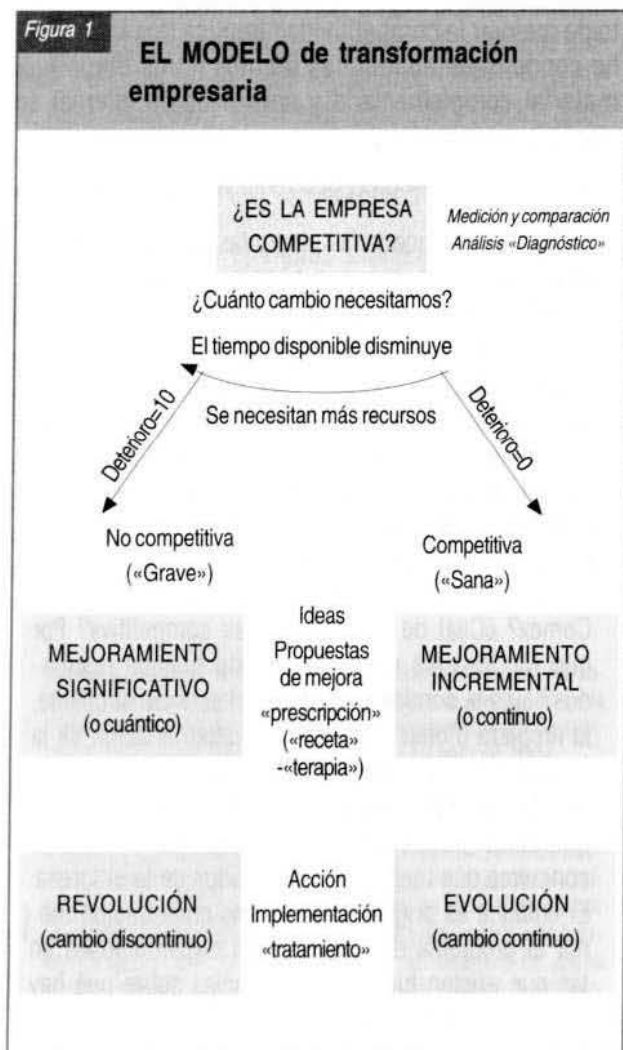 Figura 1
EL MODELO de transformación
empresaria
¿ES LA EMPRESA
COMPETITIVA?
Medición y comparación
Análisis «Diagnóstico»
¿Cuánto cambio necesitamos?
El tiempo disponible disminuye
Se necesitan más recursos
Deterioro=10
Deterioro=0
No competitiva
(«Grave»)
Competitiva
(«Sana»)
MEJORAMIENTO
SIGNIFICATIVO
(o cuántico)
Ideas
Propuestas
de mejora
«prescripción»
(«receta»
-«terapia»)
MEJORAMIENTO
INCREMENTAL
(o continuo)
REVOLUCIÓN
(cambio discontinuo)
Acción
Implementación
«tratamiento»
EVOLUCIÓN
(cambio continuo)